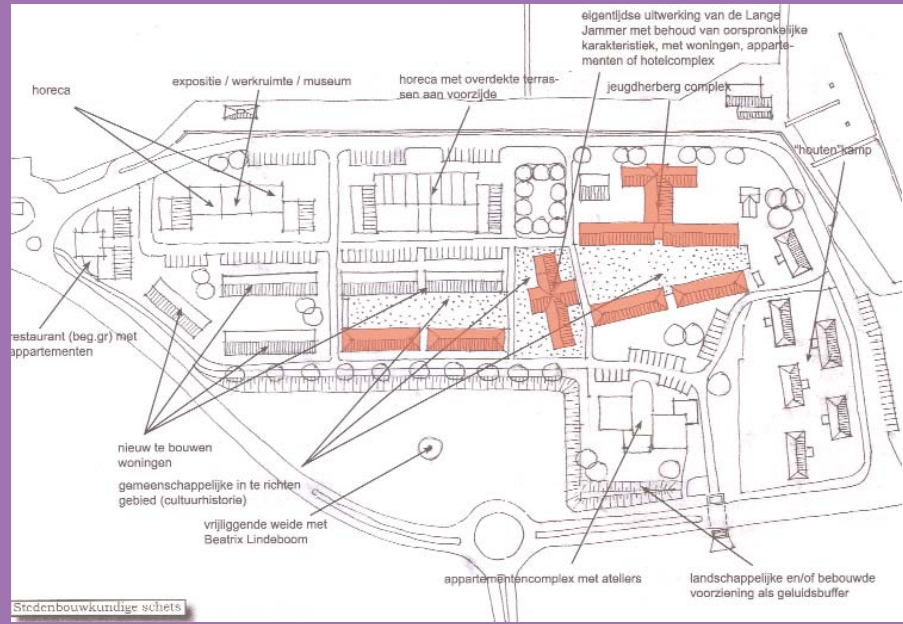 eigentijdse uitwerking van de Lange
Jammer met behoud van oorspronkelijke
karakteristiek, met woningen, apparte-
menten of hotelcomplex
horeca
expositie / werkruimte / museum
horeca met overdekte terras-
sen aan voorzijde
jeugdherberg complex
"houten"kamp
restaurant (beg.gr) met
appartementen
nieuw te bouwen
woningen
gemeenschappelijke in te richten
gebied (cultuurhistorie)
vrijliggende weide met
Beatrix Lindeboom
appartementencomplex met ateliers
landschappelijke en/of bebouwde
voorziening als geluidsbuffer
Stedenbouwkundige schets